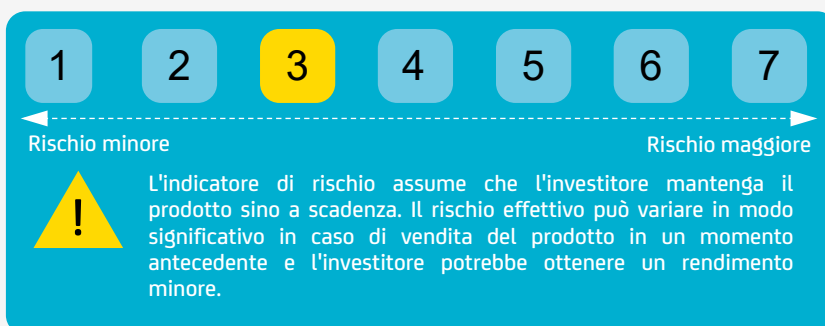 1 2 3 4 5 6 7
Rischio minore Rischio maggiore
!
L'indicatore di rischio assume che l'investitore mantenga il
prodotto sino a scadenza. Il rischio effettivo può variare in modo
significativo in caso di vendita del prodotto in un momento
antecedente e l'investitore potrebbe ottenere un rendimento
minore.